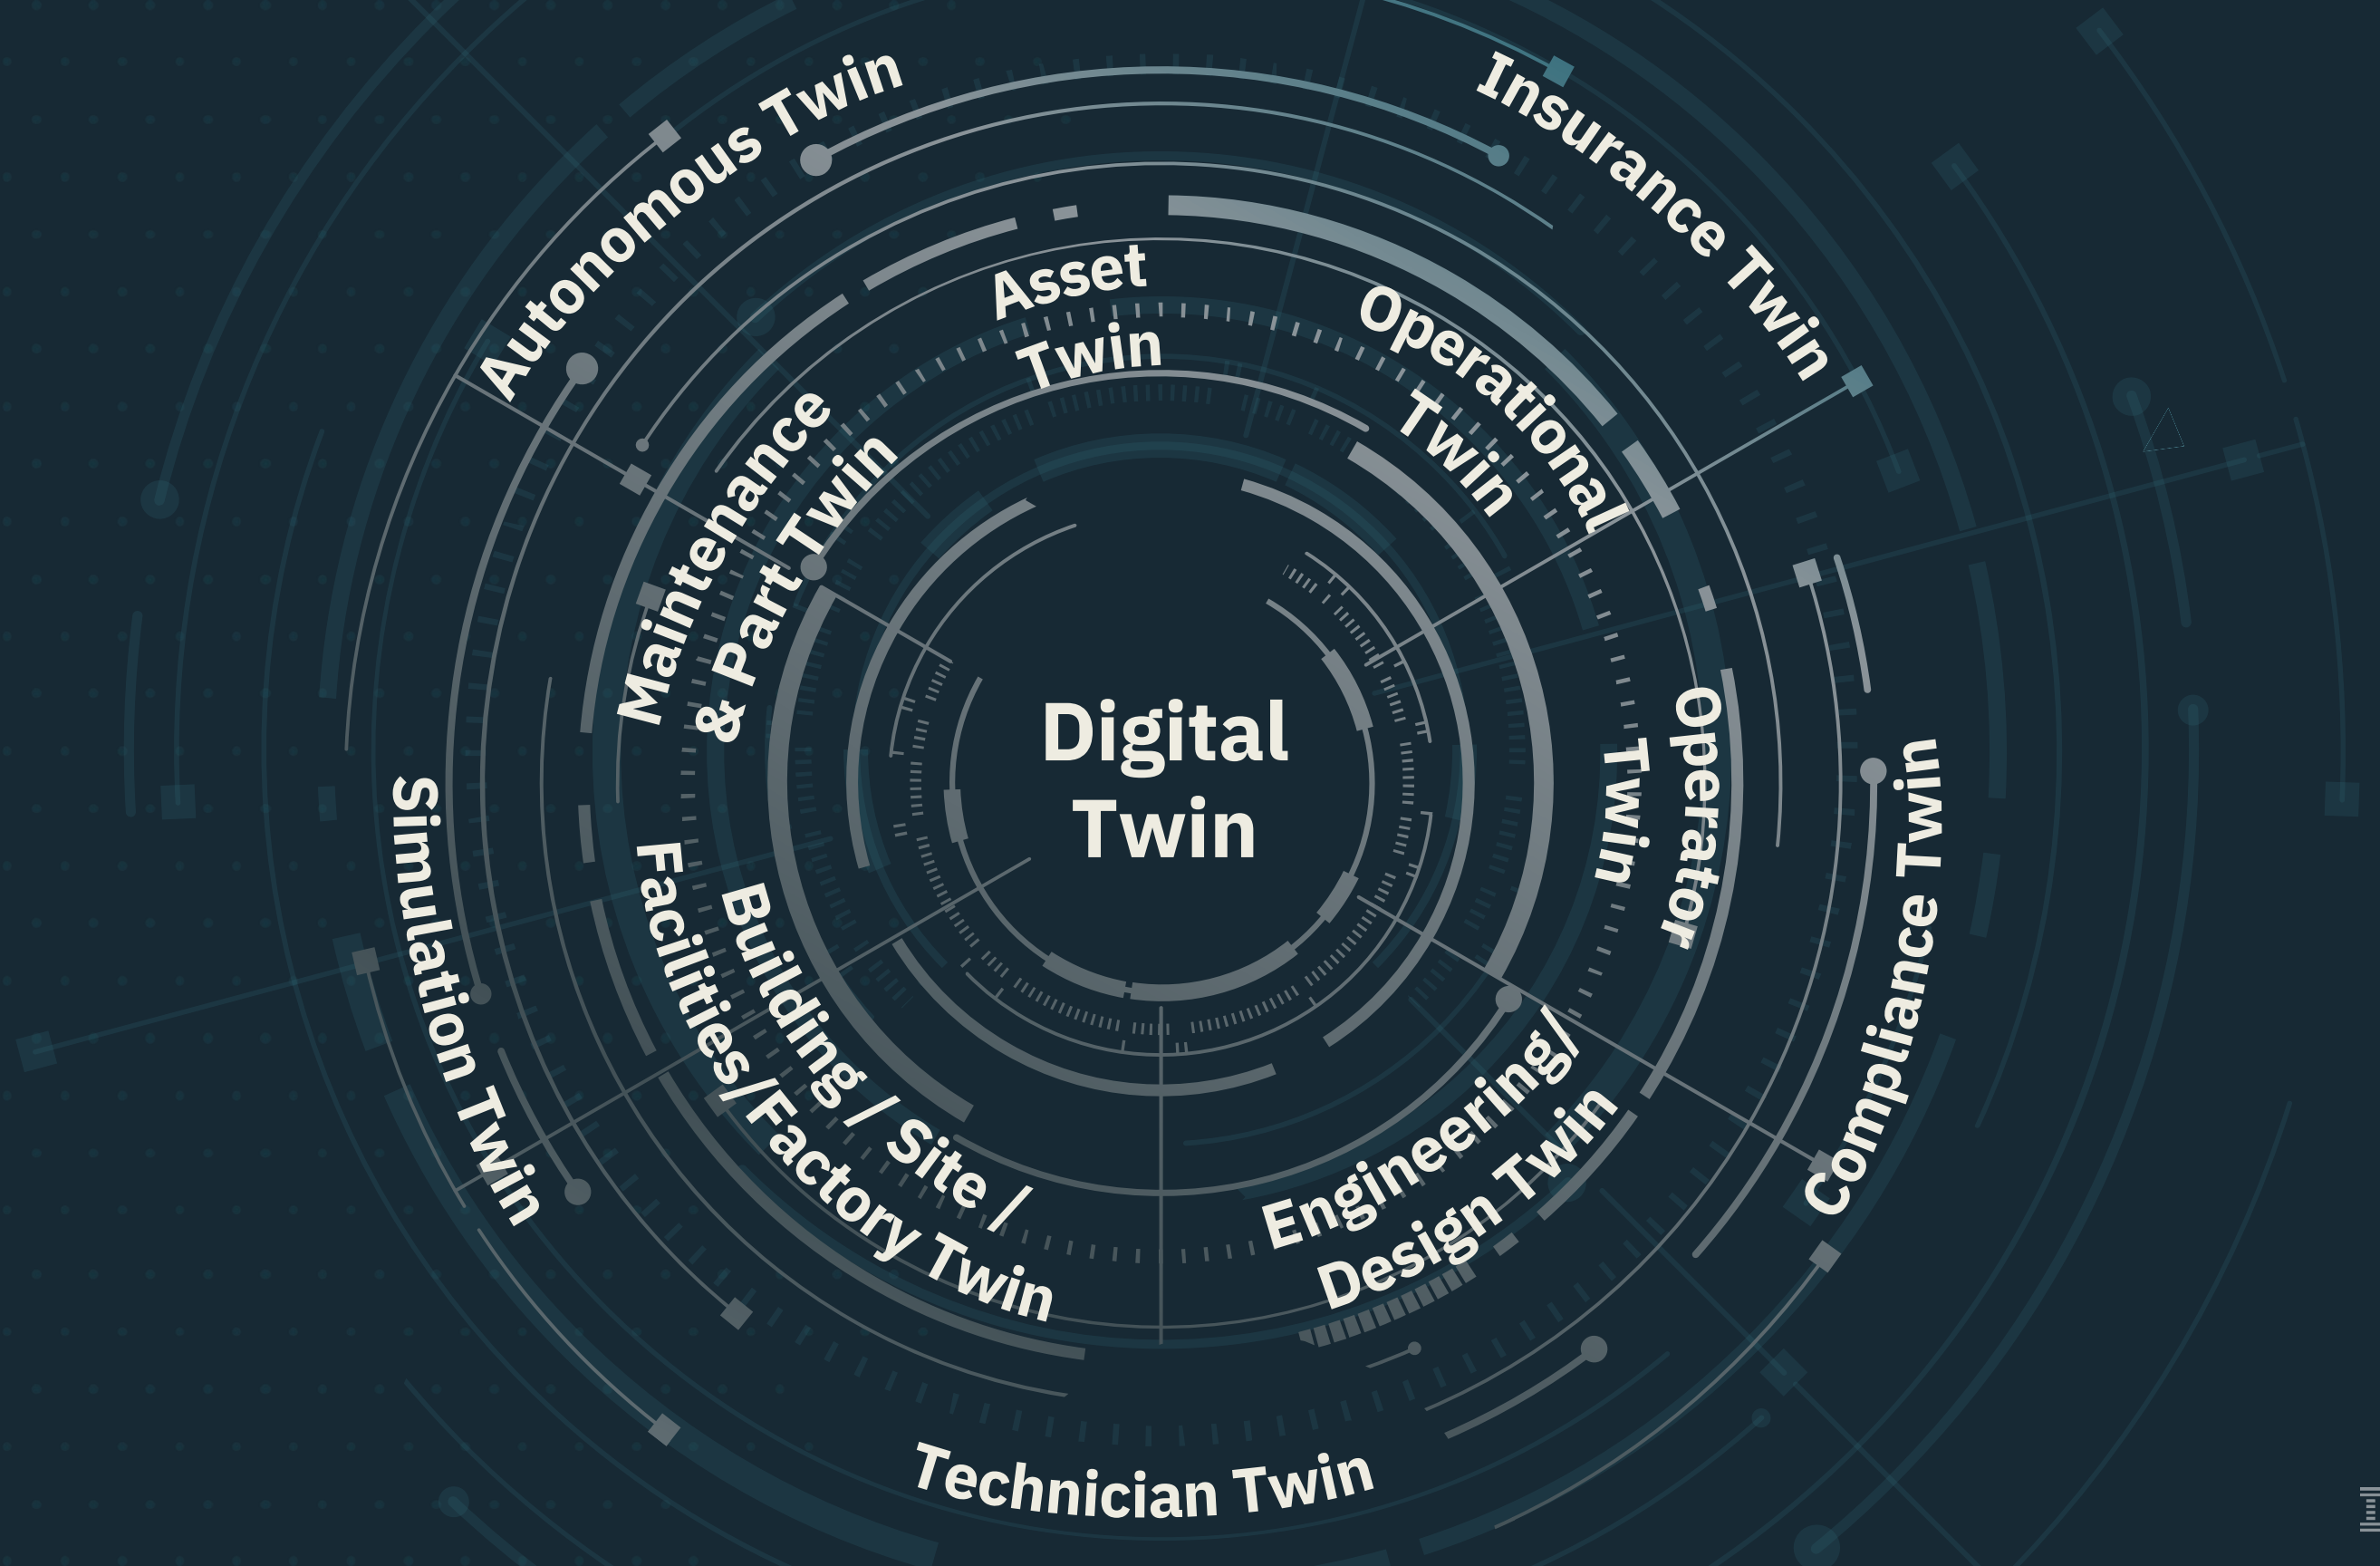 Autonomous Twin
Insurance Twin
Asset
Twin
Operational
Twin
Maintenance
& Part Twin
Digital
Twin
Operator
Twin
Compliance Twin
Simulation Twin
Building / Site /
Facilities/Factory Twin
Engineering/
Design Twin
Technician Twin